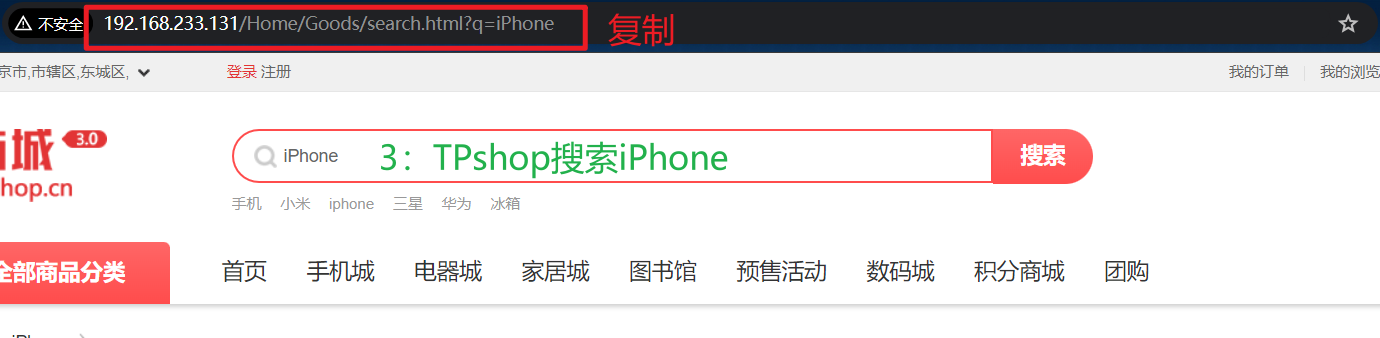 不安全 192.168.233.131/Home/Goods/search.html?q=iPhone 复制
京市,市辖区,东城区, 登录 注册 我的订单 我的浏览
商城 3.0
hop.cn
iPhone 3：TPshop搜索iPhone 搜索
手机 小米 iphone 三星 华为 冰箱
全部商品分类 首页 手机城 电器城 家居城 图书馆 预售活动 数码城 积分商城 团购